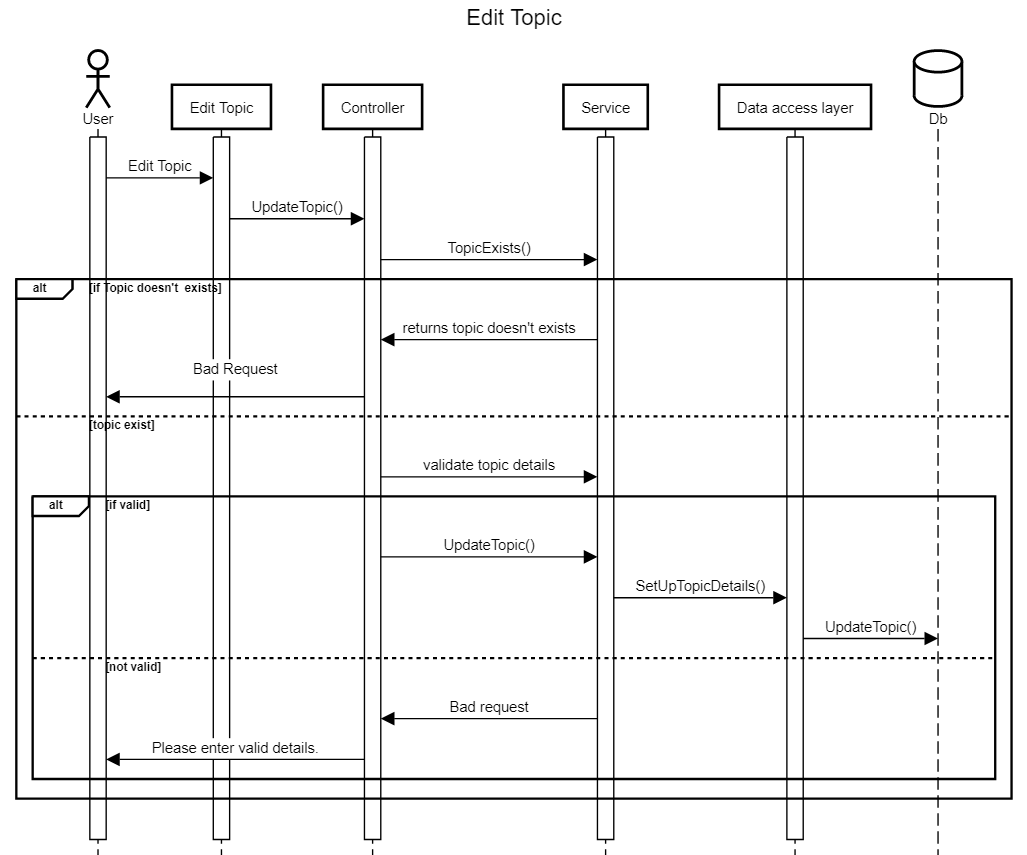 Edit Topic
User
Edit Topic
Controller
Service
Data access layer
Db
Edit Topic
UpdateTopic()
TopicExists()
alt
[if Topic doesn't  exists]
returns topic doesn't exists
Bad Request
[topic exist]
validate topic details
alt
[if valid]
UpdateTopic()
SetUpTopicDetails()
UpdateTopic()
[not valid]
Bad request
Please enter valid details.